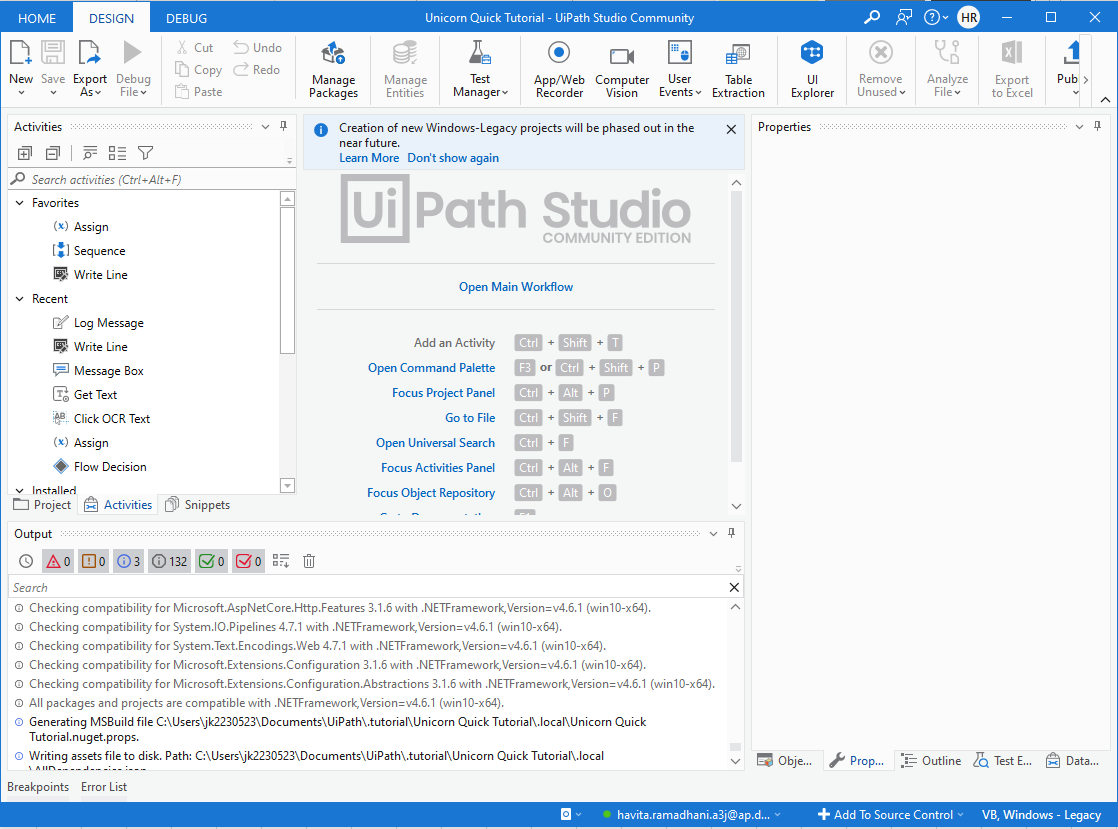 HOME DESIGN DEBUG Unicorn Quick Tutorial - UiPath Studio Community HR
New Save Export As Debug File
Cut Undo
Copy Redo
Paste
Manage Packages
Manage Entities
Test Manager
App/Web Recorder
Computer Vision
User Events
Table Extraction
UI Explorer
Remove Unused
Analyze File
Export to Excel
Pub
Activities
Search activities (Ctrl+Alt+F)
Favorites
Assign
Sequence
Write Line
Recent
Log Message
Write Line
Message Box
Get Text
Click OCR Text
Assign
Flow Decision
Installed
Project Activities Snippets
Creation of new Windows-Legacy projects will be phased out in the
near future.
Learn More Don't show again
UiPath Studio
COMMUNITY EDITION
Open Main Workflow
Add an Activity Ctrl + Shift + T
Open Command Palette F3 or Ctrl + Shift + P
Focus Project Panel Ctrl + Alt + P
Go to File Ctrl + Shift + F
Open Universal Search Ctrl + F
Focus Activities Panel Ctrl + Alt + F
Focus Object Repository Ctrl + Alt + O
Properties
Output
0 0 3 132 0 0
Search
Checking compatibility for Microsoft.AspNetCore.Http.Features 3.1.6 with .NETFramework,Version=v4.6.1 (win10-x64).
Checking compatibility for System.IO.Pipelines 4.7.1 with .NETFramework,Version=v4.6.1 (win10-x64).
Checking compatibility for System.Text.Encodings.Web 4.7.1 with .NETFramework,Version=v4.6.1 (win10-x64).
Checking compatibility for Microsoft.Extensions.Configuration 3.1.6 with .NETFramework,Version=v4.6.1 (win10-x64).
Checking compatibility for Microsoft.Extensions.Configuration.Abstractions 3.1.6 with .NETFramework,Version=v4.6.1 (win10-x64).
All packages and projects are compatible with .NETFramework,Version=v4.6.1 (win10-x64).
Generating MSBuild file C:\Users\jk2230523\Documents\UiPath\.tutorial\Unicorn Quick Tutorial\.local\Unicorn Quick
Tutorial.nuget.props.
Writing assets file to disk. Path: C:\Users\jk2230523\Documents\UiPath\.tutorial\Unicorn Quick Tutorial\.local
Obje... Prop... Outline Test E... Data...
Breakpoints Error List
havita.ramadhani.a3j@ap.d... Add To Source Control VB, Windows - Legacy